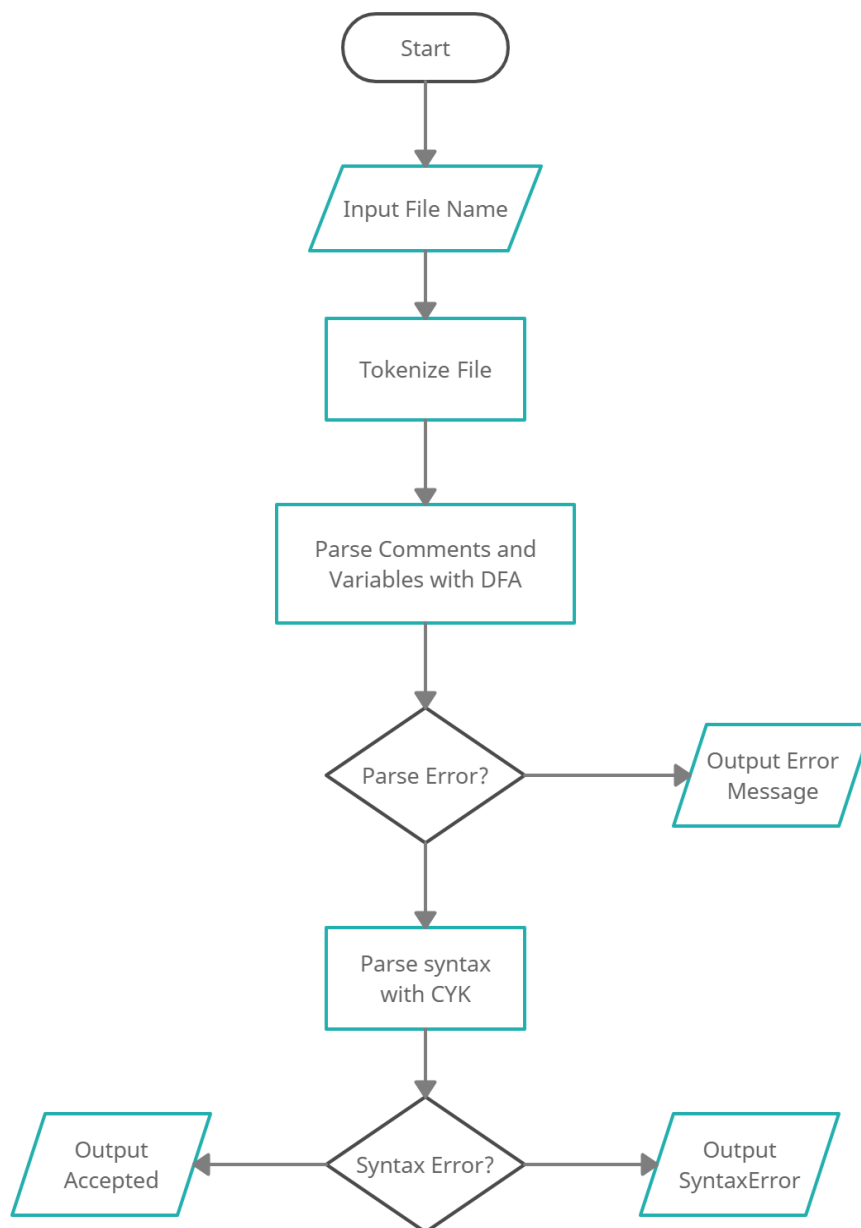 Start
Input File Name
Tokenize File
Parse Comments and
Variables with DFA
Parse Error?
Output Error
Message
Parse syntax
with CYK
Output
Accepted
Syntax Error?
Output
SyntaxError